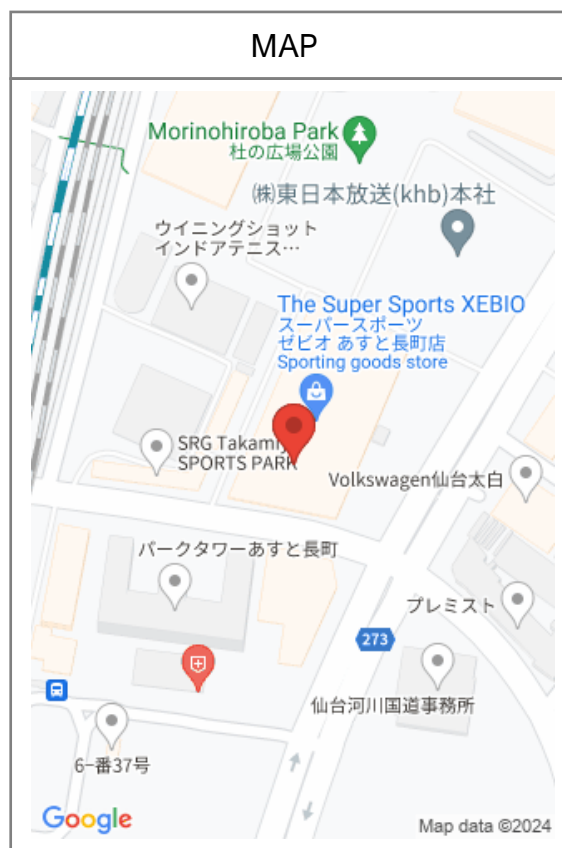 MAP
Morinohiroba Park
杜の広場公園
㈱東日本放送(khb)本社
ウイニングショット
インドアテニス…
The Super Sports XEBIO
スーパースポーツ
ゼビオ あすと長町店
Sporting goods store
SRG Takamiy
SPORTS PARK
Volkswagen仙台太白
パークタワーあすと長町
プレミスト
273
仙台河川国道事務所
6−番37号
Google
Map data ©2024